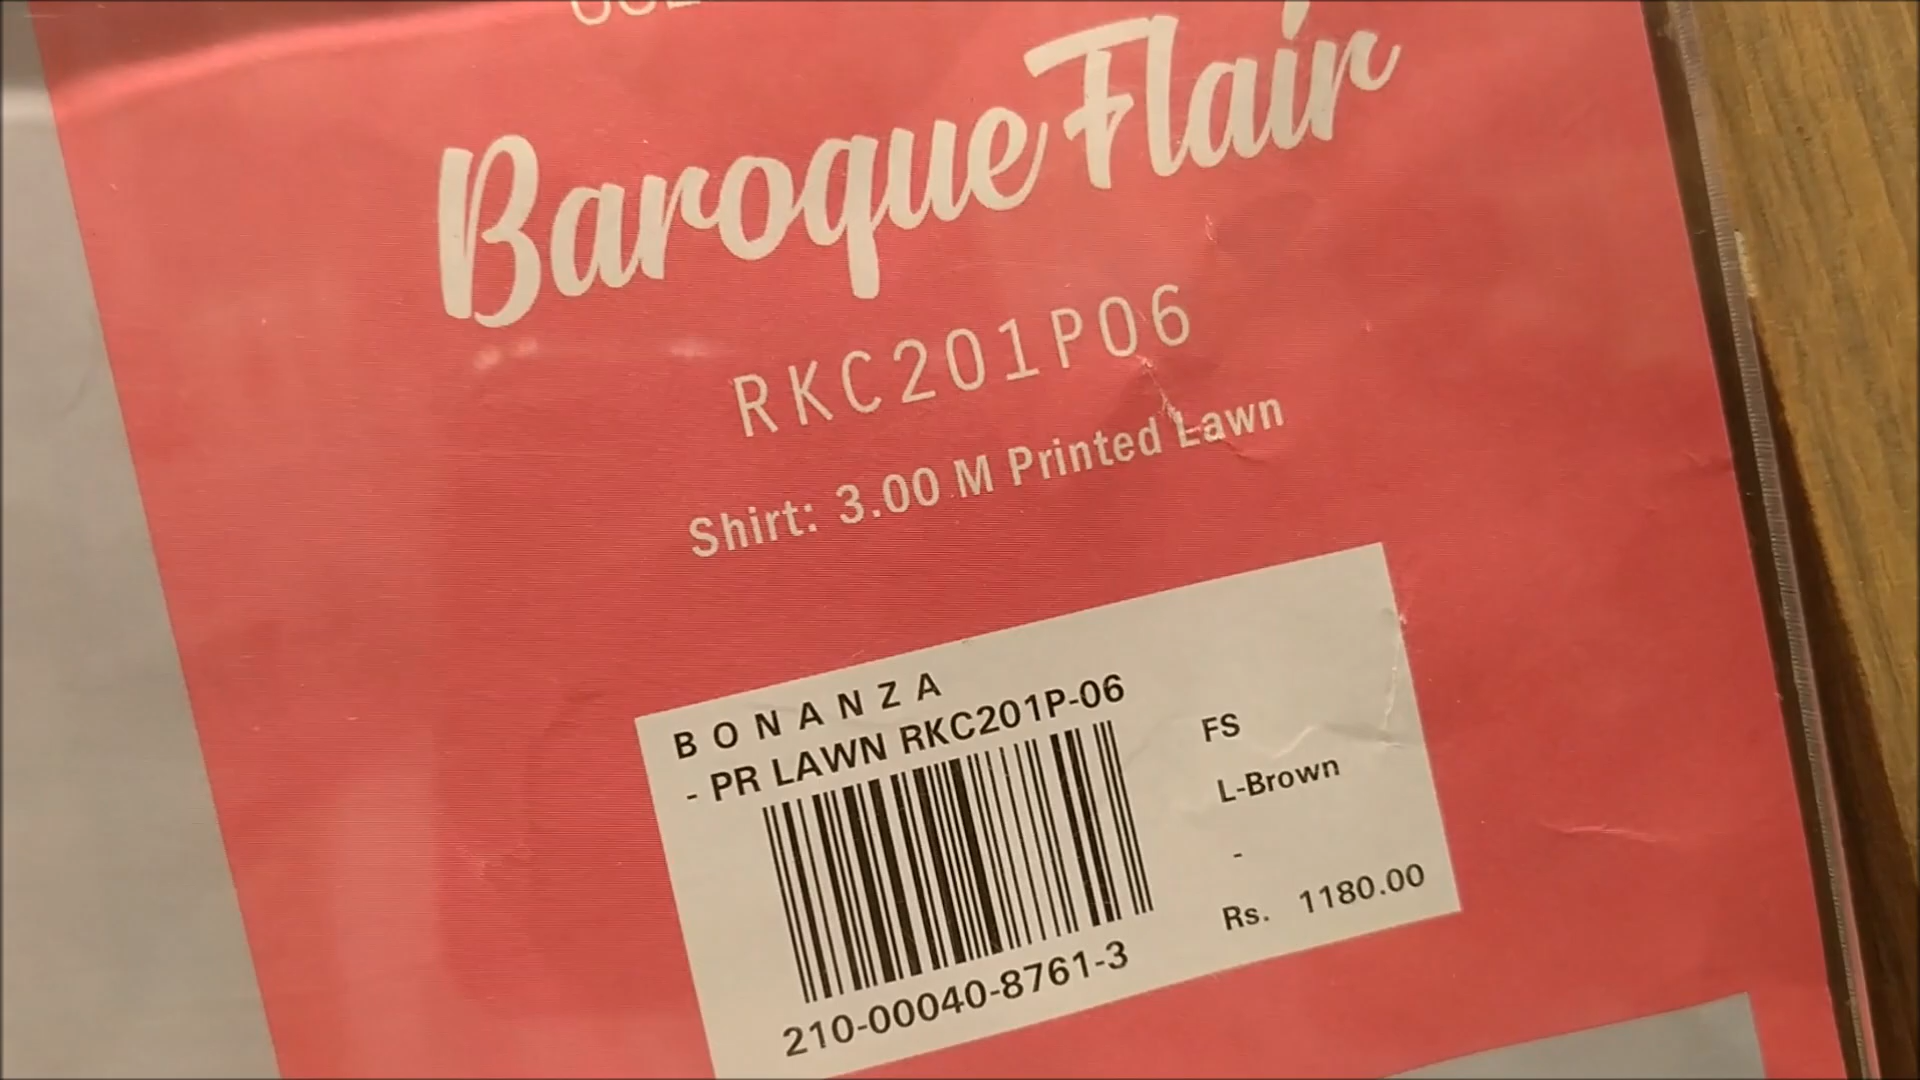 Baroque Flair
RKC201P06
Shirt: 3.00 M Printed Lawn
BONANZA
- PR LAWN RKC201P-06
FS
L-Brown
-
Rs. 1180.00
210-00040-8761-3